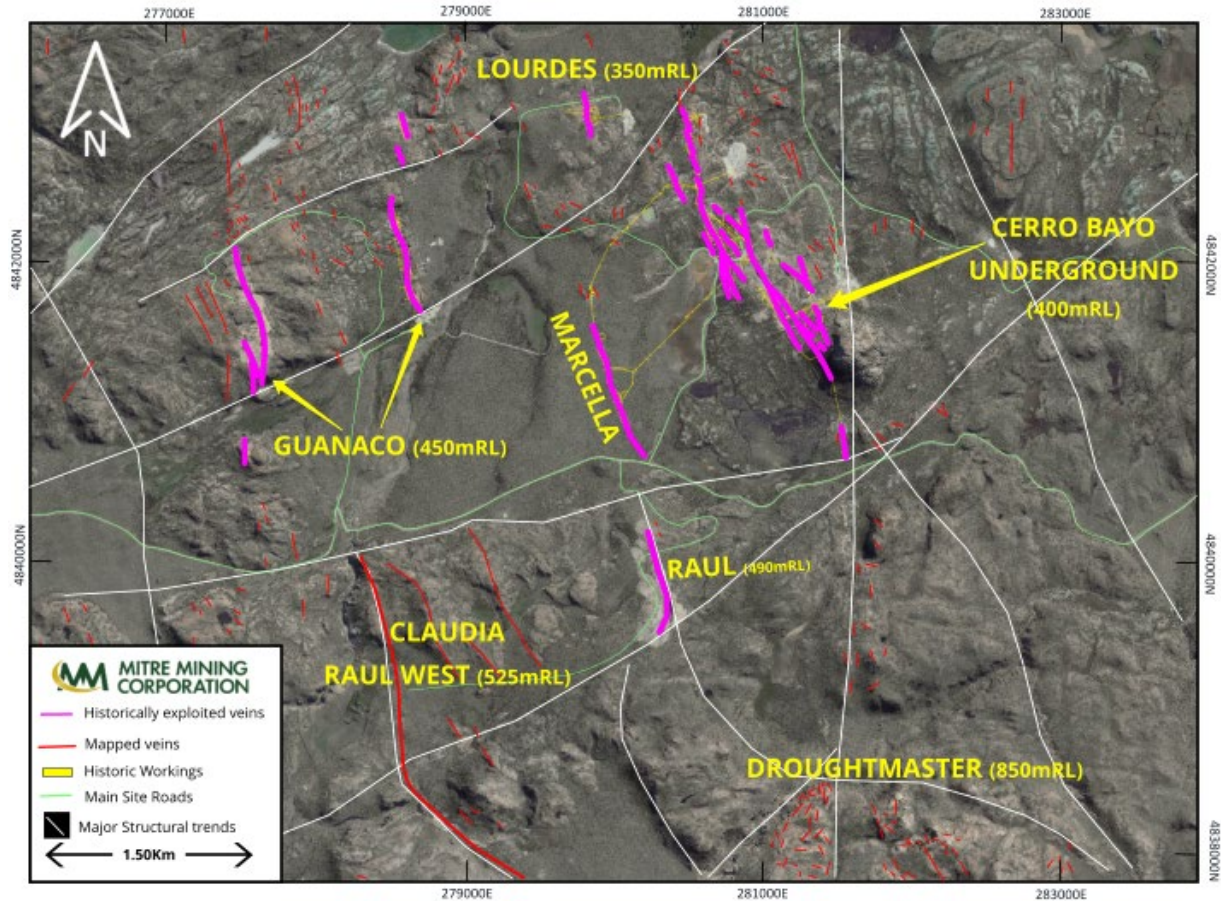 277000E
279000E
281000E
283000E
N
LOURDES (350mRL)
4842000N
4842000N
CERRO BAYO
UNDERGROUND
(400mRL)
MARCELLA
GUANACO (450mRL)
4840000N
4840000N
RAUL (490mRL)
CLAUDIA
RAUL WEST (525mRL)
DROUGHTMASTER (850mRL)
MITRE MINING
CORPORATION
Historically exploited veins
Mapped veins
Historic Workings
Main Site Roads
Major Structural trends
1.50Km
4838000N
279000E
281000E
283000E